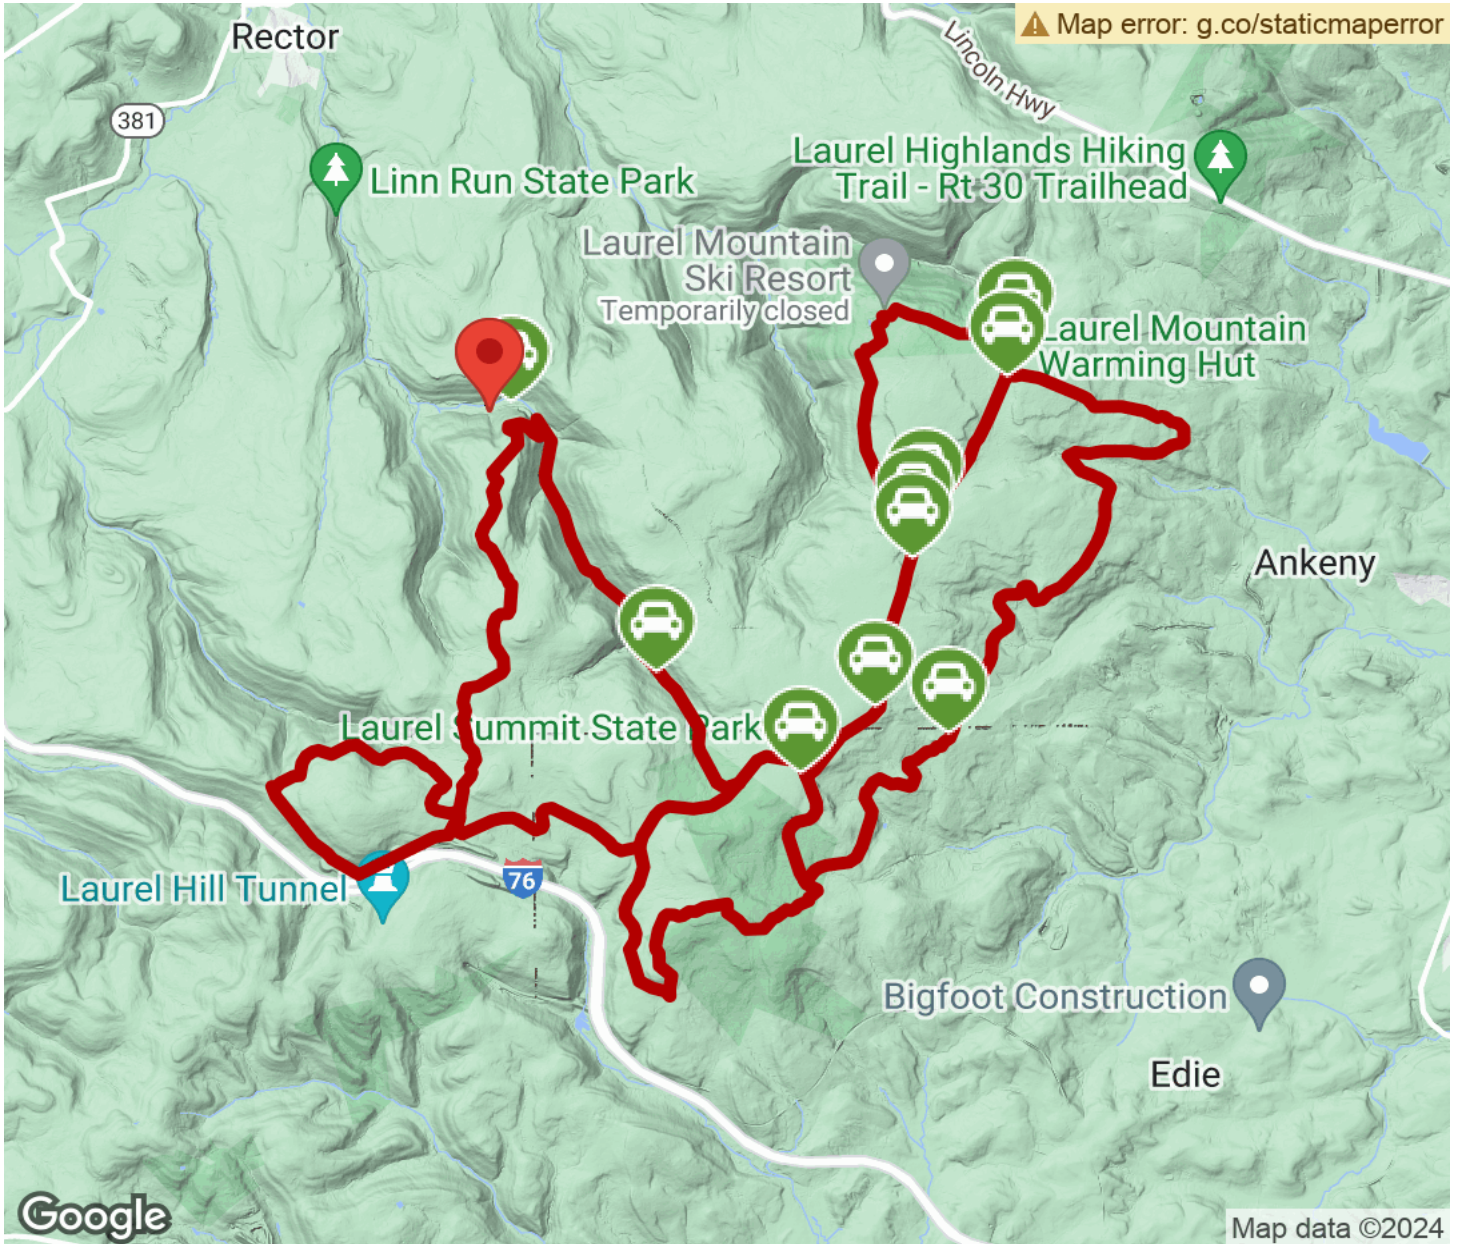 Rector
Map error: g.co/staticmaperror
Lincoln Hwy
381
Linn Run State Park
Laurel Highlands Hiking
Trail - Rt 30 Trailhead
Laurel Mountain
Ski Resort
Temporarily closed
Laurel Mountain
Warming Hut
Ankeny
Laurel Summit State Park
Laurel Hill Tunnel
76
Bigfoot Construction
Edie
Google
Map data ©2024